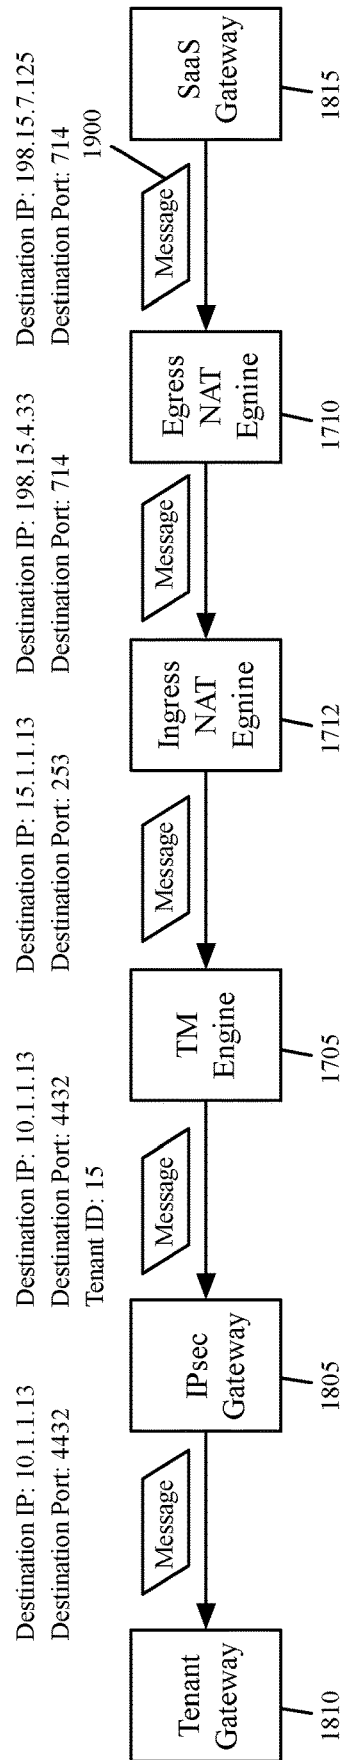 Destination IP: 10.1.1.13
Destination Port: 4432
Destination IP: 10.1.1.13
Destination Port: 4432
Tenant ID: 15
Destination IP: 15.1.1.13
Destination Port: 253
Destination IP: 198.15.4.33
Destination Port: 714
Destination IP: 198.15.7.125
Destination Port: 714
1900
Tenant
Gateway
Message
IPsec
Gateway
Message
TM
Engine
Message
Ingress
NAT
Egnine
Message
Egress
NAT
Egnine
Message
SaaS
Gateway
1810
1805
1705
1712
1710
1815